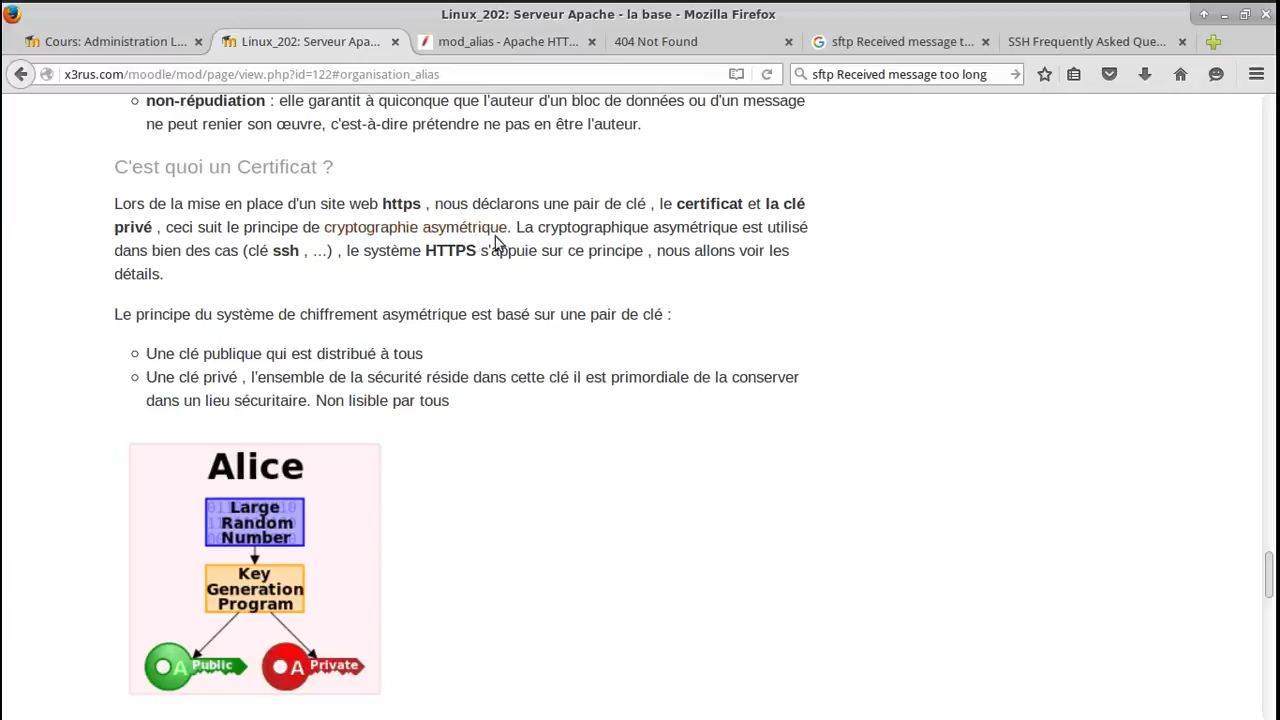 Linux_202: Serveur Apache - la base - Mozilla Firefox
Cours: Administration L... Linux_202: Serveur Apa... mod_alias - Apache HTT... 404 Not Found sftp Received message t... SSH Frequently Asked Que...
x3rus.com/moodle/mod/page/view.php?id=122#organisation_alias sftp Received message too long
non-répudiation : elle garantit à quiconque que l'auteur d'un bloc de données ou d'un message
ne peut renier son œuvre, c'est-à-dire prétendre ne pas en être l'auteur.
C'est quoi un Certificat ?
Lors de la mise en place d'un site web https , nous déclarons une pair de clé , le certificat et la clé
privé , ceci suit le principe de cryptographie asymétrique. La cryptographique asymétrique est utilisé
dans bien des cas (clé ssh , ...) , le système HTTPS s'appuie sur ce principe , nous allons voir les
détails.
Le principe du système de chiffrement asymétrique est basé sur une pair de clé :
Une clé publique qui est distribué à tous
Une clé privé , l'ensemble de la sécurité réside dans cette clé il est primordiale de la conserver
dans un lieu sécuritaire. Non lisible par tous
Alice
Large
Random
Number
Key
Generation
Program
A Public A Private